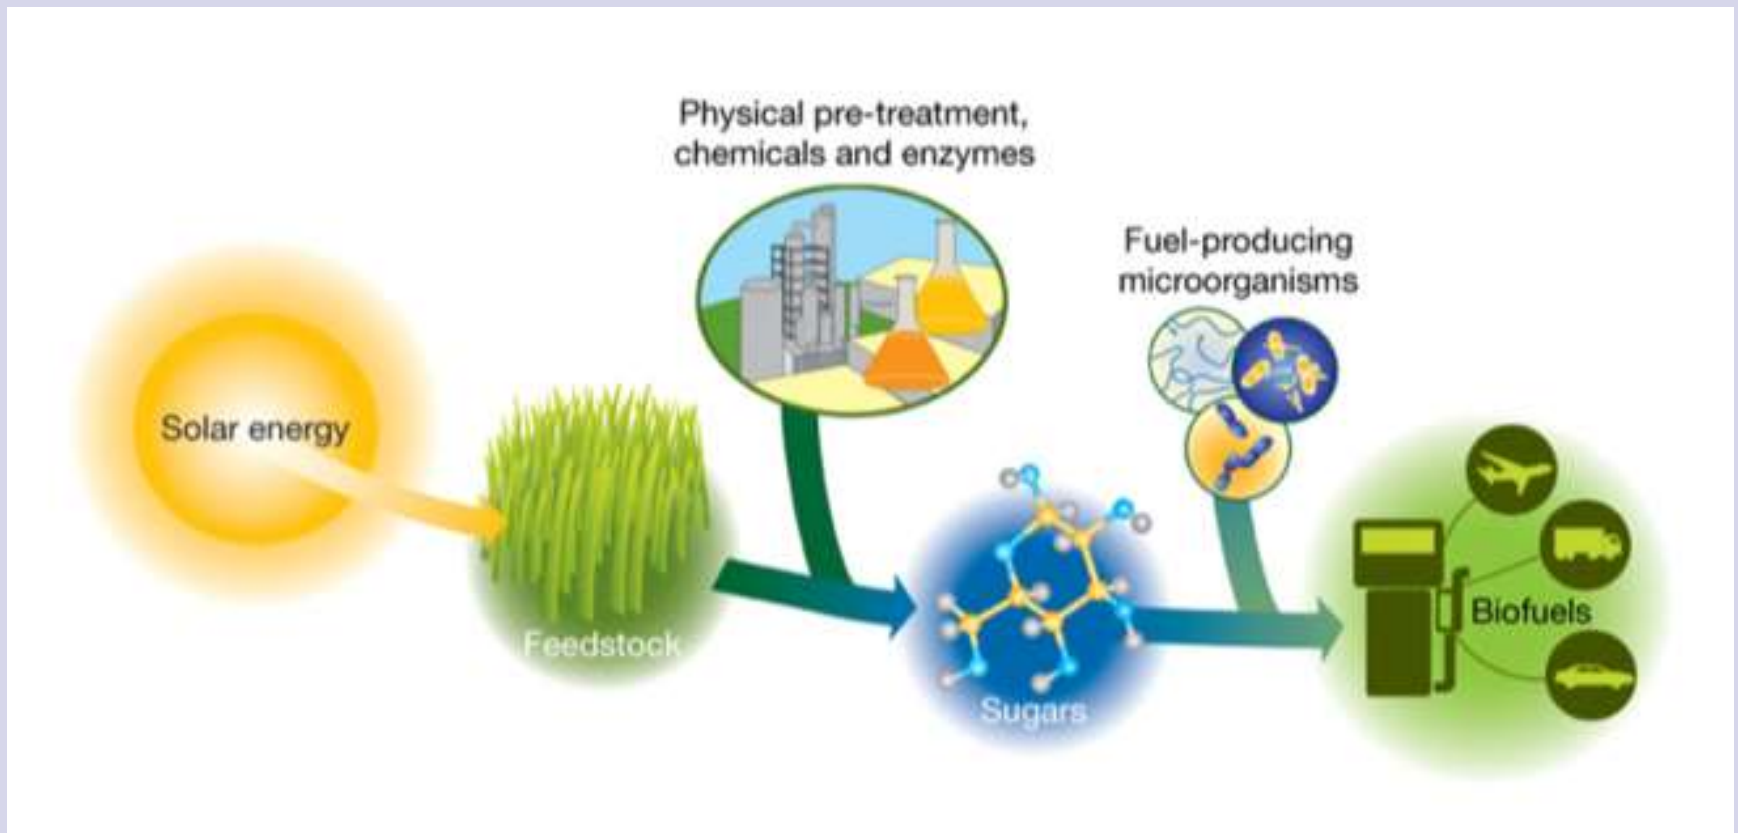 Physical pre-treatment,
chemicals and enzymes
Fuel-producing
microorganisms
Solar energy
Feedstock
Sugars
Biofuels